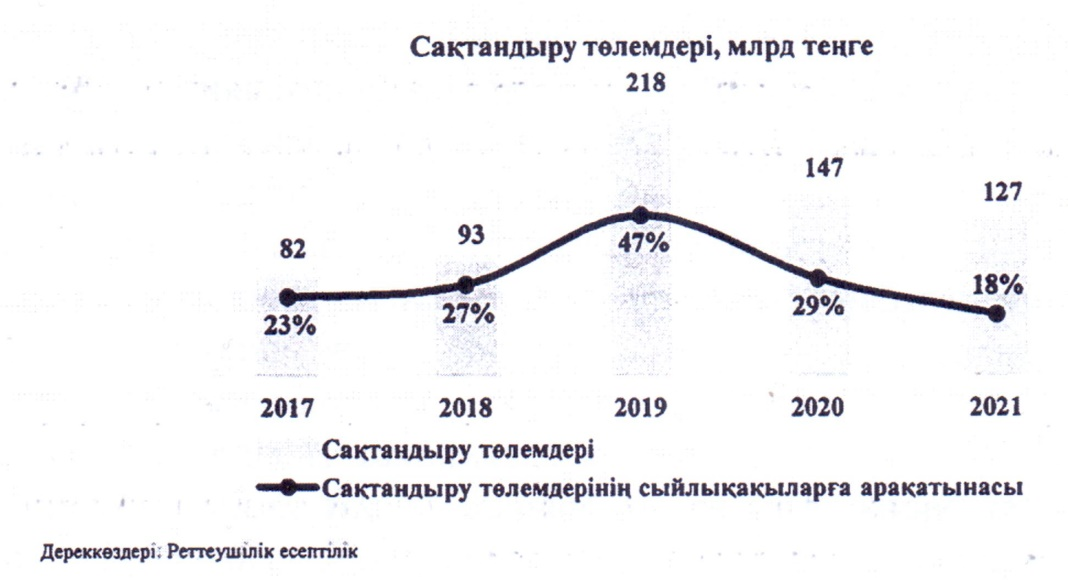 Сақтандыру төлемдері, млрд теңге
218
147
127
93
82
47%
18%
29%
27%
23%
2017 2018 2019 2020 2021
Сақтандыру төлемдері
Сақтандыру төлемдерінің сыйлықақыларға арақатынасы
Дереккөздері: Реттеушілік есептілік